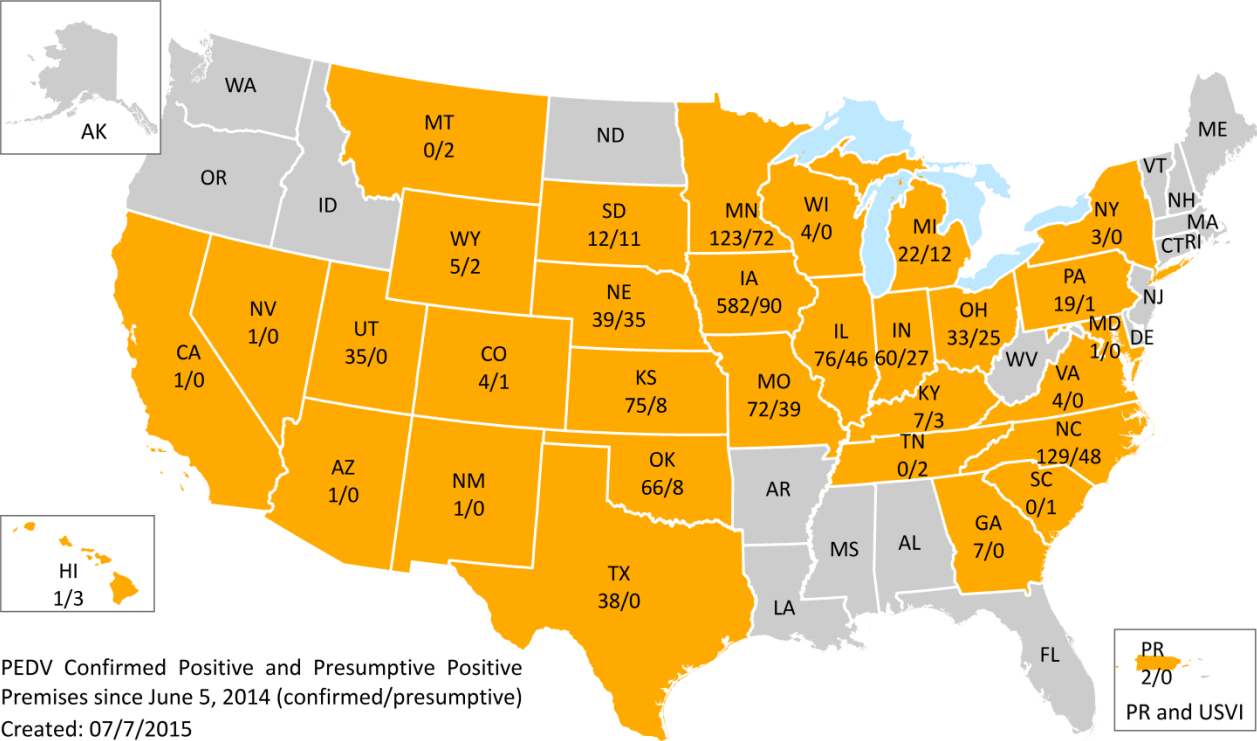 WA
AK
MT
0/2
ND
ME
OR
ID
VT
NH
MA
CT
RI
SD
12/11
MN
123/72
WI
4/0
MI
22/12
NY
3/0
WY
5/2
IA
582/90
NE
39/35
PA
19/1
NJ
NV
1/0
UT
35/0
CO
4/1
IL
76/46
IN
60/27
OH
33/25
MD
1/0
DE
WV
CA
1/0
KS
75/8
MO
72/39
KY
7/3
VA
4/0
TN
0/2
NC
129/48
AZ
1/0
NM
1/0
OK
66/8
AR
SC
0/1
GA
7/0
MS
AL
HI
1/3
TX
38/0
LA
FL
PR
2/0
PR and USVI
PEDV Confirmed Positive and Presumptive Positive
Premises since June 5, 2014 (confirmed/presumptive)
Created: 07/7/2015